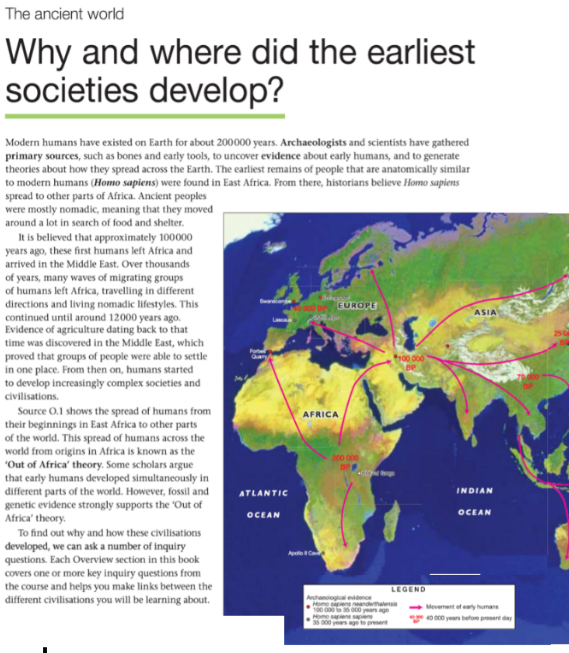 The ancient world
Why and where did the earliest
societies develop?
Modern humans have existed on Earth for about 200000 years. Archaeologists and scientists have gathered
primary sources, such as bones and early tools, to uncover evidence about early humans, and to generate
theories about how they spread across the Earth. The earliest remains of people that are anatomically similar
to modern humans (Homo sapiens) were found in East Africa. From there, historians believe Homo sapiens
spread to other parts of Africa. Ancient peoples
were mostly nomadic, meaning that they moved
around a lot in search of food and shelter.
It is believed that approximately 100000
years ago, these first humans left Africa and
arrived in the Middle East. Over thousands
of years, many waves of migrating groups
of humans left Africa, travelling in different
directions and living nomadic lifestyles. This
continued until around 12000 years ago.
Evidence of agriculture dating back to that
time was discovered in the Middle East, which
proved that groups of people were able to settle
in one place. From then on, humans started
to develop increasingly complex societies and
civilisations.
Source 0.1 shows the spread of humans from
their beginnings in East Africa to other parts
of the world. This spread of humans across the
world from origins in Africa is known as the
'Out of Africa' theory. Some scholars argue
that early humans developed simultaneously in
different parts of the world. However, fossil and
genetic evidence strongly supports the 'Out of
Africa' theory.
To find out why and how these civilisations
developed, we can ask a number of inquiry
questions. Each Overview section in this book
covers one or more key inquiry questions from
the course and helps you make links between the
different civilisations you will be learning about.
EUROPE
ASIA
Swanscombe
Lascaux
Forbes
Quarry
100 000
BP
70 000
BP
AFRICA
200 000
BP
ATLANTIC
OCEAN
INDIAN
OCEAN
Apollo II Cave
LEGEND
Archaeological evidence
Homo sapiens neanderthalensis
100 000 to 35 000 years ago
Homo sapiens sapiens
35 000 years ago to present
Movement of early humans
40 000
BP
40 000 years before present day